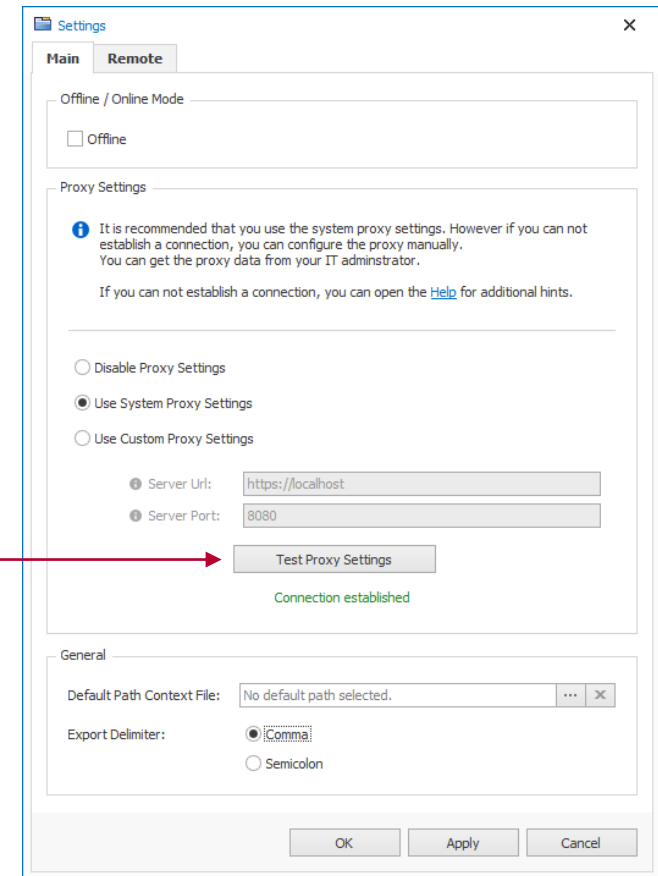 Settings
Main Remote
Offline / Online Mode
Offline
Proxy Settings
It is recommended that you use the system proxy settings. However if you can not
establish a connection, you can configure the proxy manually.
You can get the proxy data from your IT adminstrator.
If you can not establish a connection, you can open the Help for additional hints.
Disable Proxy Settings
Use System Proxy Settings
Use Custom Proxy Settings
Server Url: https://localhost
Server Port: 8080
Test Proxy Settings
Connection established
General
Default Path Context File: No default path selected. ...
Export Delimiter: Comma
Semicolon
OK Apply Cancel